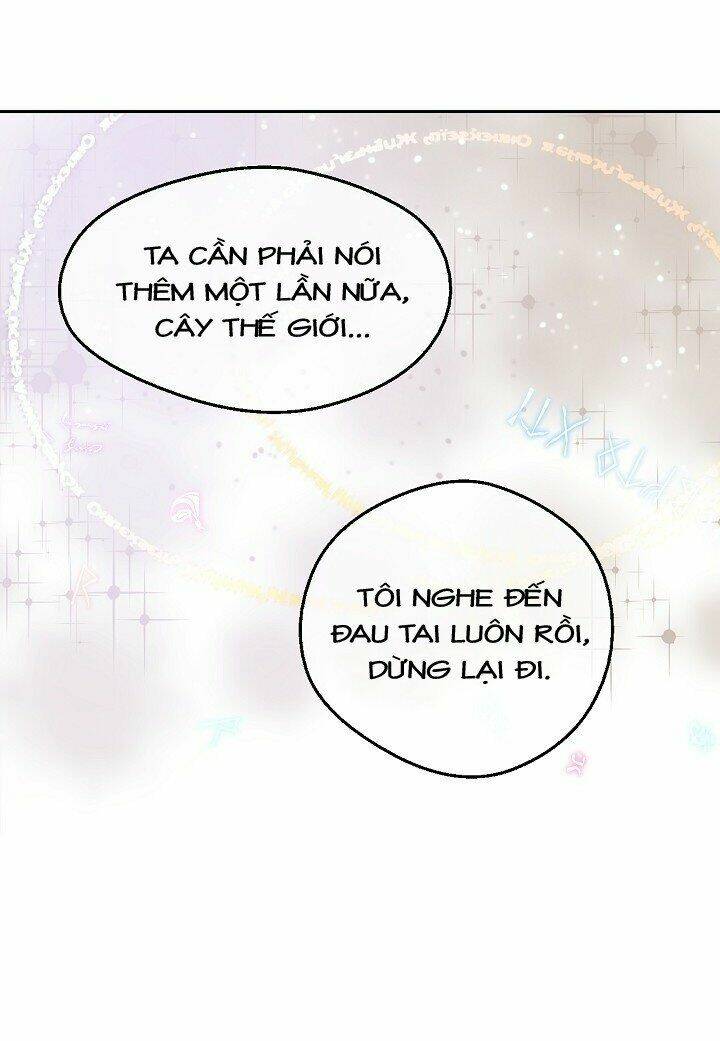 TA CẦN PHẢI NÓI
THÊM MỘT LẦN NỮA,
CÂY THẾ GIỚI...
TÔI NGHE ĐẾN
ĐAU TAI LUÔN RỒI,
DỪNG LẠI ĐI.